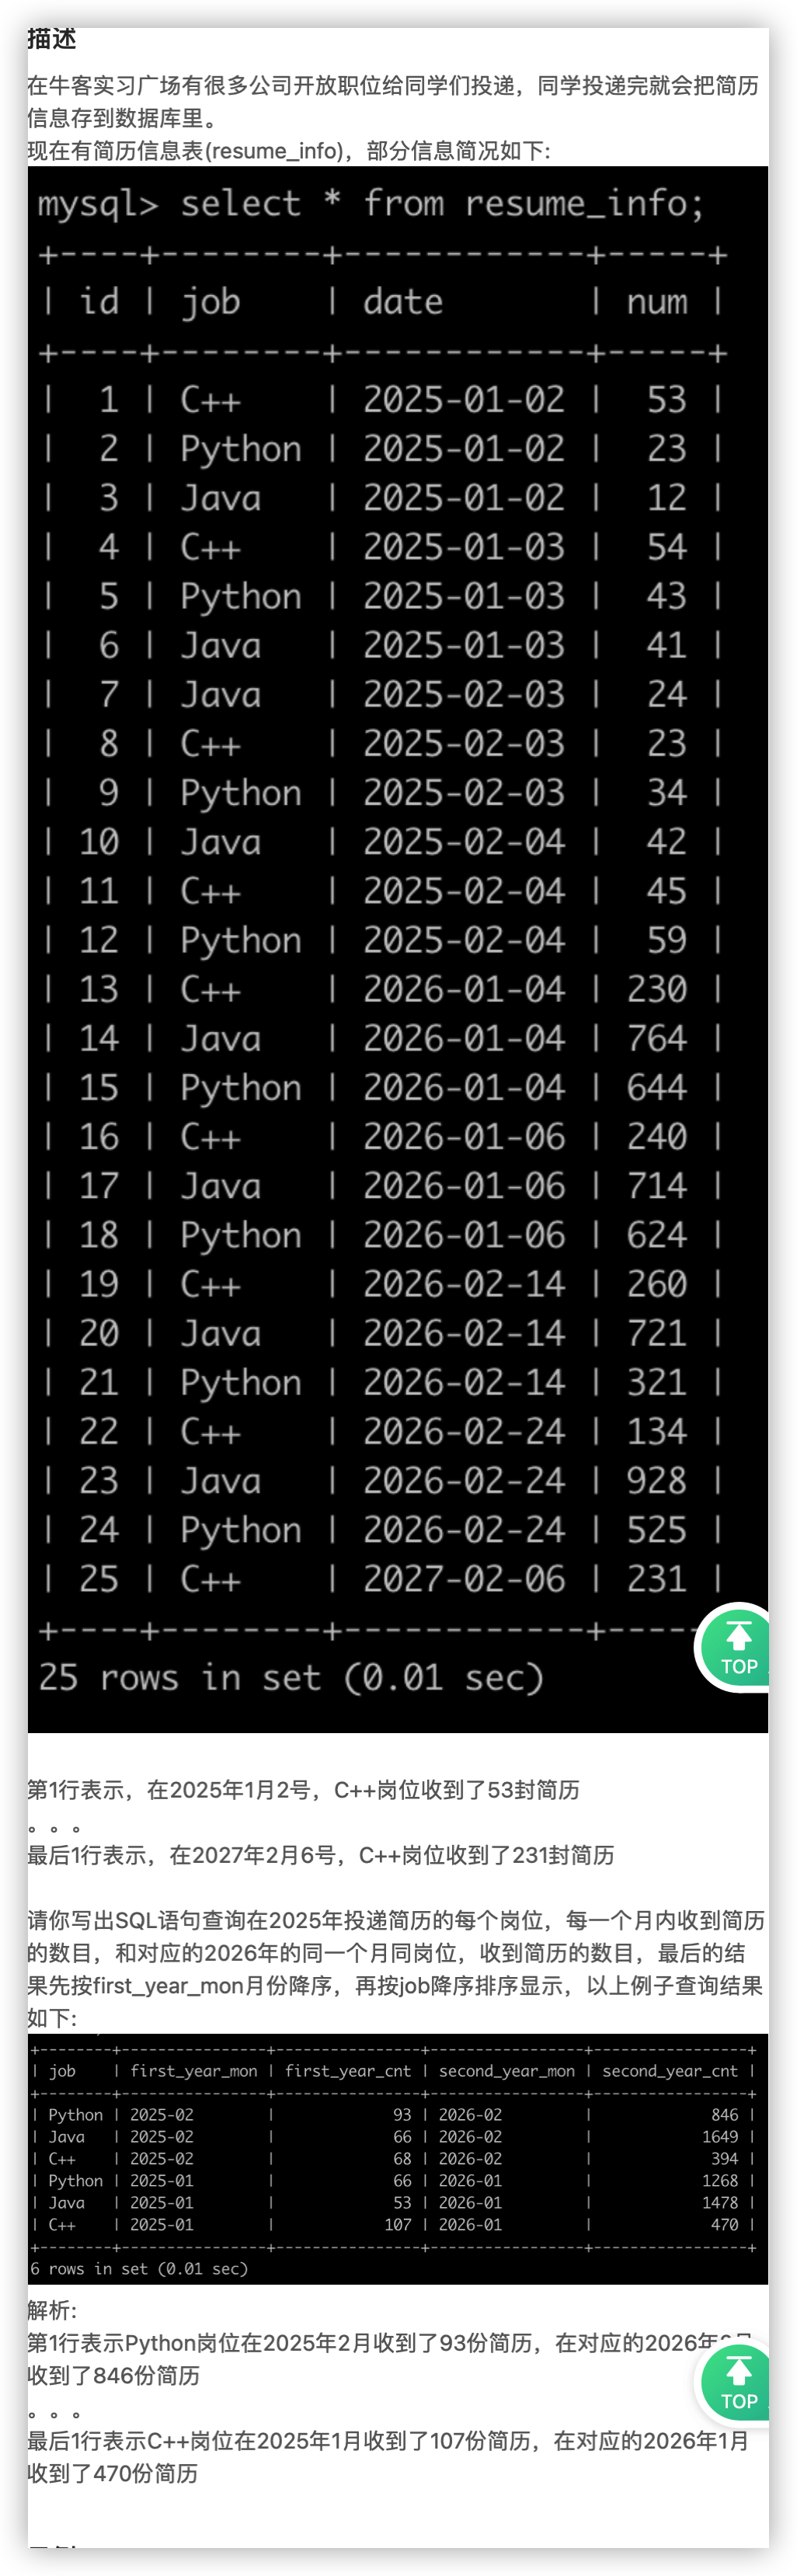 描述
在牛客实习广场有很多公司开放职位给同学们投递，同学投递完就会把简历
信息存到数据库里。
现在有简历信息表(resume_info)，部分信息简况如下:
mysql> select * from resume_info;
+----+--------+------------+-----+
| id | job    | date       | num |
+----+--------+------------+-----+
|  1 | C++    | 2025-01-02 |  53 |
|  2 | Python | 2025-01-02 |  23 |
|  3 | Java   | 2025-01-02 |  12 |
|  4 | C++    | 2025-01-03 |  54 |
|  5 | Python | 2025-01-03 |  43 |
|  6 | Java   | 2025-01-03 |  41 |
|  7 | Java   | 2025-02-03 |  24 |
|  8 | C++    | 2025-02-03 |  23 |
|  9 | Python | 2025-02-03 |  34 |
| 10 | Java   | 2025-02-04 |  42 |
| 11 | C++    | 2025-02-04 |  45 |
| 12 | Python | 2025-02-04 |  59 |
| 13 | C++    | 2026-01-04 | 230 |
| 14 | Java   | 2026-01-04 | 764 |
| 15 | Python | 2026-01-04 | 644 |
| 16 | C++    | 2026-01-06 | 240 |
| 17 | Java   | 2026-01-06 | 714 |
| 18 | Python | 2026-01-06 | 624 |
| 19 | C++    | 2026-02-14 | 260 |
| 20 | Java   | 2026-02-14 | 721 |
| 21 | Python | 2026-02-14 | 321 |
| 22 | C++    | 2026-02-24 | 134 |
| 23 | Java   | 2026-02-24 | 928 |
| 24 | Python | 2026-02-24 | 525 |
| 25 | C++    | 2027-02-06 | 231 |
+----+--------+------------+----
TOP
25 rows in set (0.01 sec)
第1行表示，在2025年1月2号，C++岗位收到了53封简历
。。。
最后1行表示，在2027年2月6号，C++岗位收到了231封简历
请你写出SQL语句查询在2025年投递简历的每个岗位，每一个月内收到简历
的数目，和对应的2026年的同一个月同岗位，收到简历的数目，最后的结
果先按first_year_mon月份降序，再按job降序排序显示，以上例子查询结果
如下:
+--------+----------------+----------------+-----------------+-----------------+
| job    | first_year_mon | first_year_cnt | second_year_mon | second_year_cnt |
+--------+----------------+----------------+-----------------+-----------------+
| Python | 2025-02        |             93 | 2026-02         |             846 |
| Java   | 2025-02        |             66 | 2026-02         |            1649 |
| C++    | 2025-02        |             68 | 2026-02         |             394 |
| Python | 2025-01        |             66 | 2026-01         |            1268 |
| Java   | 2025-01        |             53 | 2026-01         |            1478 |
| C++    | 2025-01        |            107 | 2026-01         |             470 |
+--------+----------------+----------------+-----------------+-----------------+
6 rows in set (0.01 sec)
解析:
第1行表示Python岗位在2025年2月收到了93份简历，在对应的2026年
收到了846份简历
TOP
。。。
最后1行表示C++岗位在2025年1月收到了107份简历，在对应的2026年1月
收到了470份简历